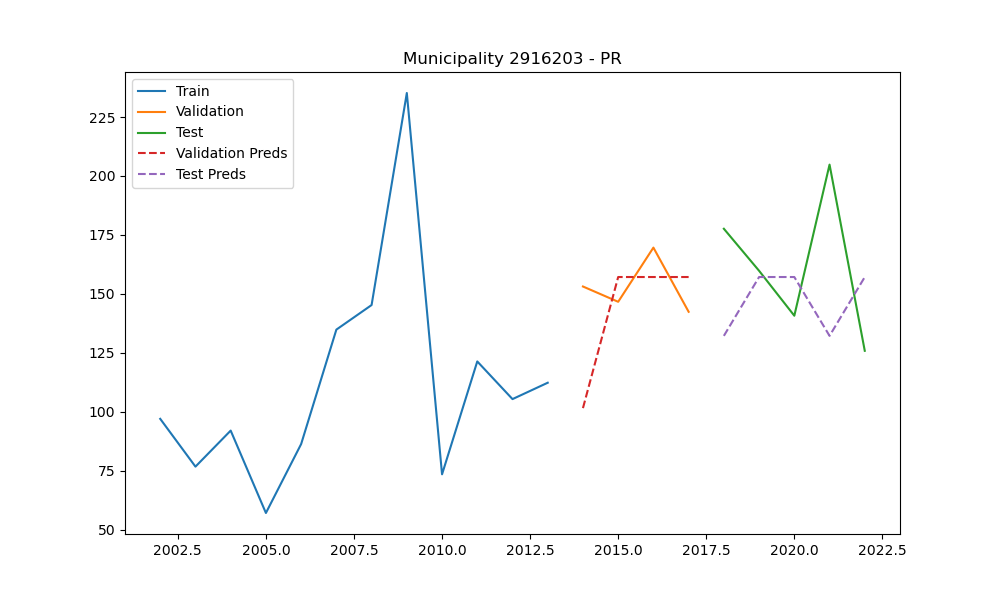 Municipality 2916203 - PR
Train
Validation
Test
Validation Preds
Test Preds
225
200
175
150
125
100
75
50
2002.5 2005.0 2007.5 2010.0 2012.5 2015.0 2017.5 2020.0 2022.5